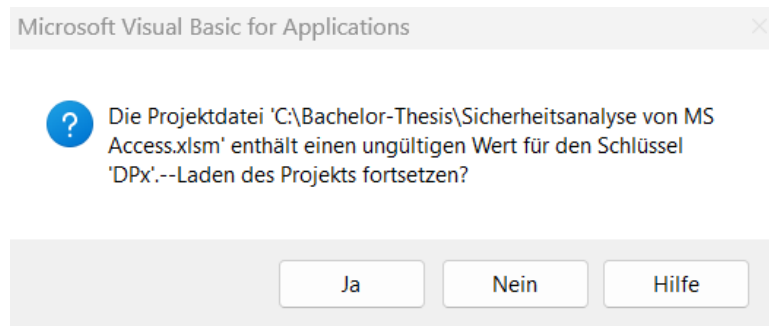 Microsoft Visual Basic for Applications
Die Projektdatei 'C:\Bachelor-Thesis\Sicherheitsanalyse von MS
Access.xlsm' enthält einen ungültigen Wert für den Schlüssel
'DPx'.--Laden des Projekts fortsetzen?
Ja
Nein
Hilfe